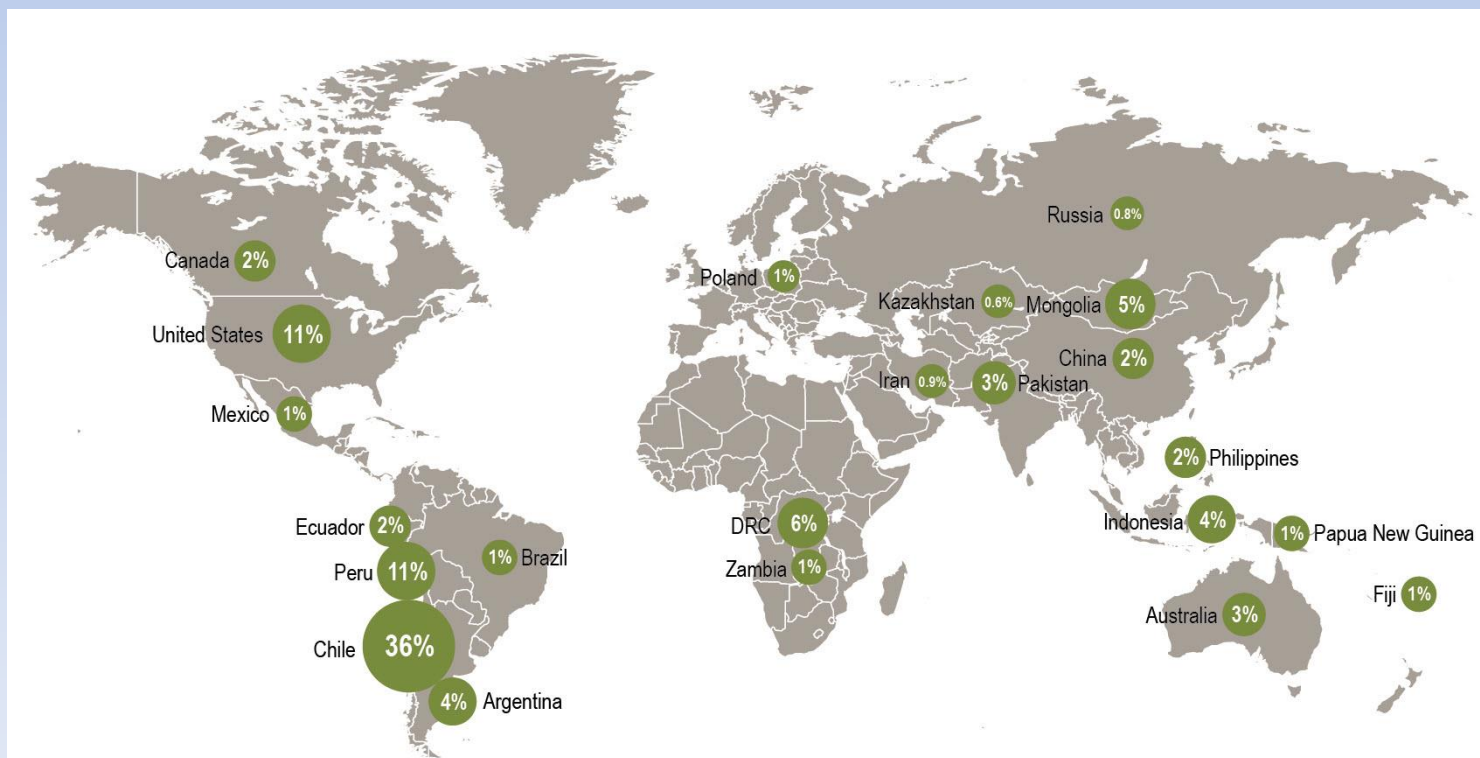 Russia 0.8%
Canada 2%
Poland 1%
Kazakhstan 0.6%
Mongolia 5%
United States 11%
China 2%
Iran 0.9%
3% Pakistan
Mexico 1%
2% Philippines
Ecuador 2%
DRC 6%
Indonesia 4%
1% Papua New Guinea
1% Brazil
Peru 11%
Zambia 1%
Fiji 1%
Australia 3%
Chile 36%
4% Argentina